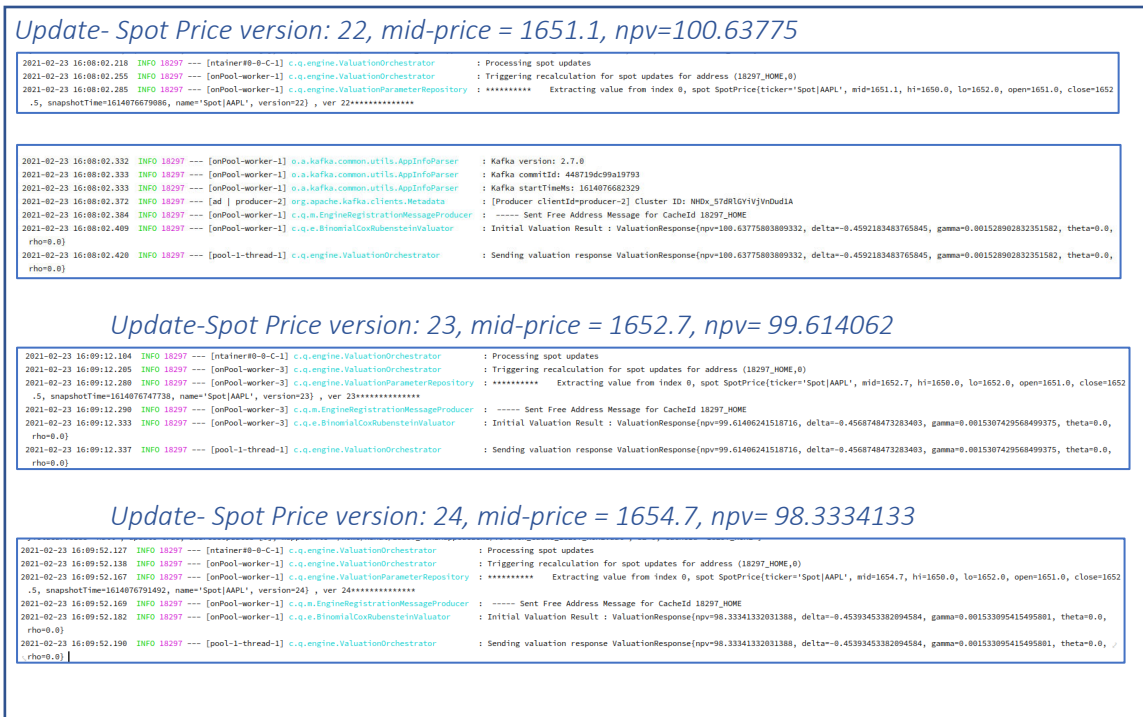 Update- Spot Price version: 22, mid-price = 1651.1, npv=100.63775
2021-02-23 16:08:02.218 INFO 18297 --- [ntainer#0-0-C-1] c.q.engine.ValuationOrchestrator : Processing spot updates
2021-02-23 16:08:02.255 INFO 18297 --- [onPool-worker-1] c.q.engine.ValuationOrchestrator : Triggering recalculation for spot updates for address (18297_HOME,0)
2021-02-23 16:08:02.285 INFO 18297 --- [onPool-worker-1] c.q.engine.ValuationParameterRepository : ********** Extracting value from index 0, spot SpotPrice{ticker='Spot|AAPL', mid=1651.1, hi=1650.0, lo=1652.0, open=1651.0, close=1652
.5, snapshotTime=1614076679086, name='Spot|AAPL', version=22} , ver 22**************
2021-02-23 16:08:02.332 INFO 18297 --- [onPool-worker-1] o.a.kafka.common.utils.AppInfoParser : Kafka version: 2.7.0
2021-02-23 16:08:02.333 INFO 18297 --- [onPool-worker-1] o.a.kafka.common.utils.AppInfoParser : Kafka commitId: 448719dc99a19793
2021-02-23 16:08:02.333 INFO 18297 --- [onPool-worker-1] o.a.kafka.common.utils.AppInfoParser : Kafka startTimeMs: 1614076682329
2021-02-23 16:08:02.372 INFO 18297 --- [ad | producer-2] org.apache.kafka.clients.Metadata : [Producer clientId=producer-2] Cluster ID: NHDx_57dRlGYiVjVnDud1A
2021-02-23 16:08:02.384 INFO 18297 --- [onPool-worker-1] c.q.m.EngineRegistrationMessageProducer : ----- Sent Free Address Message for CacheId 18297_HOME
2021-02-23 16:08:02.409 INFO 18297 --- [onPool-worker-1] c.q.e.BinomialCoxRubensteinValuator : Initial Valuation Result : ValuationResponse{npv=100.63775803809332, delta=-0.4592183483765845, gamma=0.001528902832351582, theta=0.0,
rho=0.0}
2021-02-23 16:08:02.420 INFO 18297 --- [pool-1-thread-1] c.q.engine.ValuationOrchestrator : Sending valuation response ValuationResponse{npv=100.63775803809332, delta=-0.4592183483765845, gamma=0.001528902832351582, theta=0.0,
rho=0.0}
Update-Spot Price version: 23, mid-price = 1652.7, npv= 99.614062
2021-02-23 16:09:12.104 INFO 18297 --- [ntainer#0-0-C-1] c.q.engine.ValuationOrchestrator : Processing spot updates
2021-02-23 16:09:12.205 INFO 18297 --- [onPool-worker-3] c.q.engine.ValuationOrchestrator : Triggering recalculation for spot updates for address (18297_HOME,0)
2021-02-23 16:09:12.280 INFO 18297 --- [onPool-worker-3] c.q.engine.ValuationParameterRepository : ********** Extracting value from index 0, spot SpotPrice{ticker='Spot|AAPL', mid=1652.7, hi=1650.0, lo=1652.0, open=1651.0, close=1652
.5, snapshotTime=1614076747738, name='Spot|AAPL', version=23} , ver 23**************
2021-02-23 16:09:12.290 INFO 18297 --- [onPool-worker-3] c.q.m.EngineRegistrationMessageProducer : ----- Sent Free Address Message for CacheId 18297_HOME
2021-02-23 16:09:12.333 INFO 18297 --- [onPool-worker-3] c.q.e.BinomialCoxRubensteinValuator : Initial Valuation Result : ValuationResponse{npv=99.61406241518716, delta=-0.4568748473283403, gamma=0.0015307429568499375, theta=0.0,
rho=0.0}
2021-02-23 16:09:12.337 INFO 18297 --- [pool-1-thread-1] c.q.engine.ValuationOrchestrator : Sending valuation response ValuationResponse{npv=99.61406241518716, delta=-0.4568748473283403, gamma=0.0015307429568499375, theta=0.0,
rho=0.0}
Update- Spot Price version: 24, mid-price = 1654.7, npv= 98.3334133
2021-02-23 16:09:52.127 INFO 18297 --- [ntainer#0-0-C-1] c.q.engine.ValuationOrchestrator : Processing spot updates
2021-02-23 16:09:52.138 INFO 18297 --- [onPool-worker-1] c.q.engine.ValuationOrchestrator : Triggering recalculation for spot updates for address (18297_HOME,0)
2021-02-23 16:09:52.167 INFO 18297 --- [onPool-worker-1] c.q.engine.ValuationParameterRepository : ********** Extracting value from index 0, spot SpotPrice{ticker='Spot|AAPL', mid=1654.7, hi=1650.0, lo=1652.0, open=1651.0, close=1652
.5, snapshotTime=1614076791492, name='Spot|AAPL', version=24} , ver 24**************
2021-02-23 16:09:52.169 INFO 18297 --- [onPool-worker-1] c.q.m.EngineRegistrationMessageProducer : ----- Sent Free Address Message for CacheId 18297_HOME
2021-02-23 16:09:52.182 INFO 18297 --- [onPool-worker-1] c.q.e.BinomialCoxRubensteinValuator : Initial Valuation Result : ValuationResponse{npv=98.33341332031388, delta=-0.45393453382094584, gamma=0.001533095415495801, theta=0.0,
rho=0.0}
2021-02-23 16:09:52.190 INFO 18297 --- [pool-1-thread-1] c.q.engine.ValuationOrchestrator : Sending valuation response ValuationResponse{npv=98.33341332031388, delta=-0.45393453382094584, gamma=0.001533095415495801, theta=0.0,
rho=0.0}